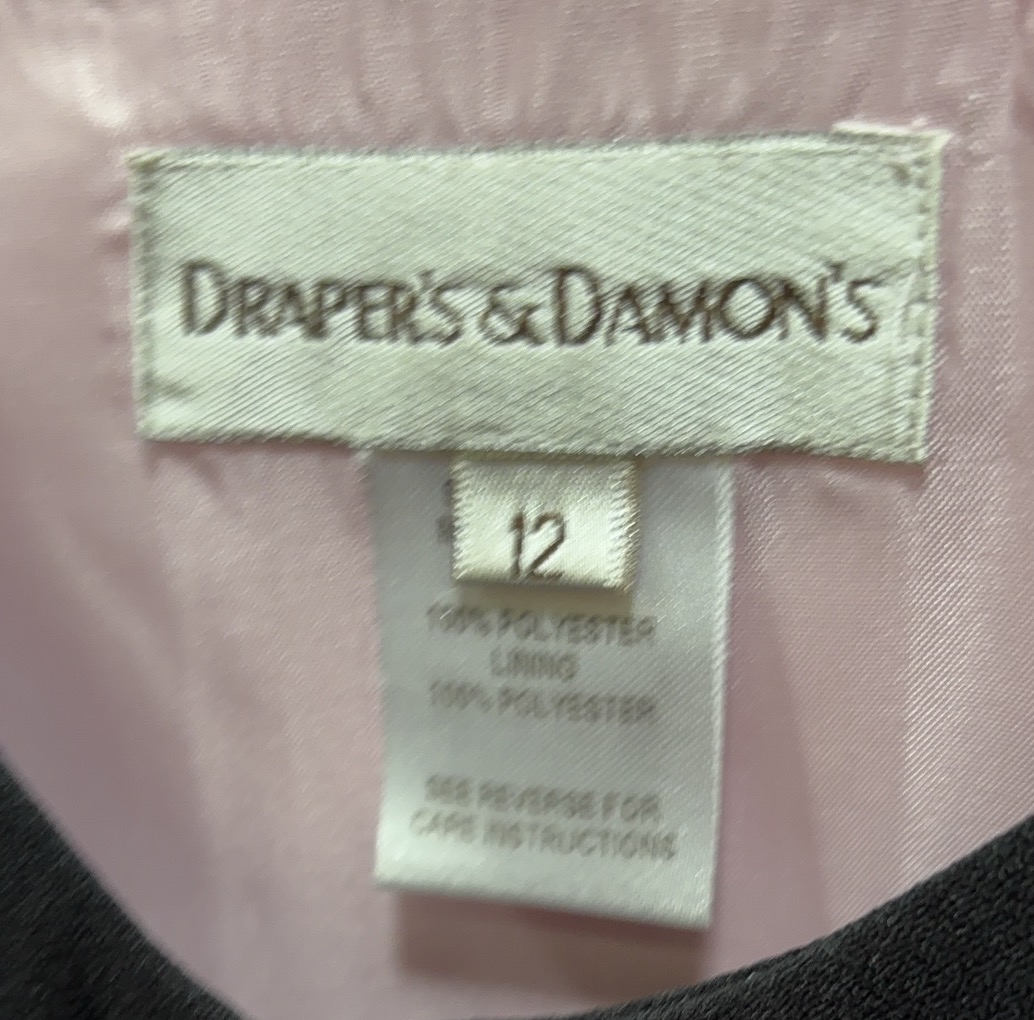 DRAPER'S & DAMON'S
12
100% POLYESTER
LINING
100% POLYESTER
SEE REVERSE FOR
CARE INSTRUCTIONS